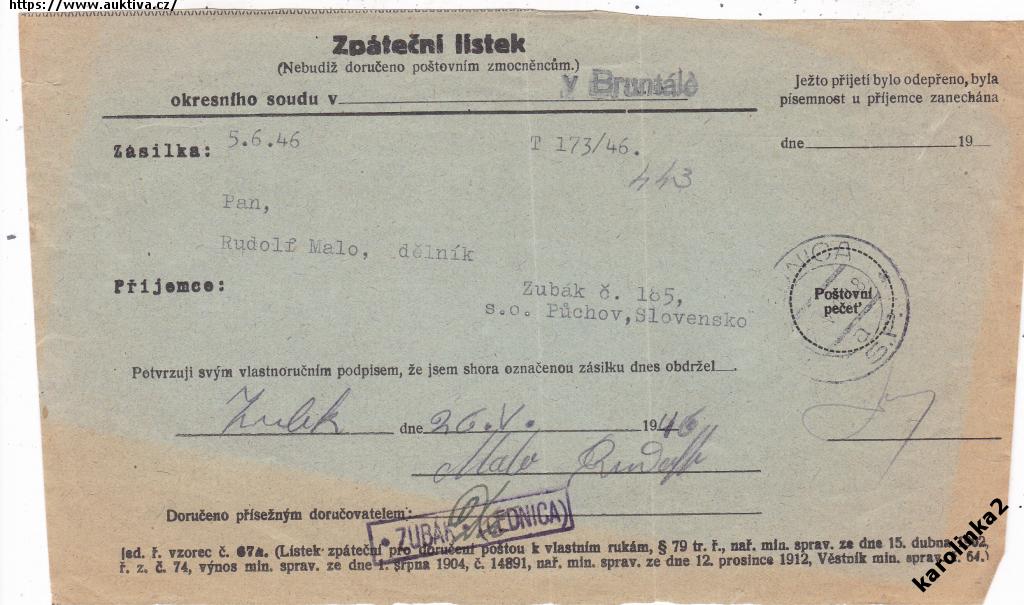 https://www.auktiva.cz/
Zpáteční lístek
(Nebudiž doručeno poštovním zmocněncům.)
okresního soudu v v Bruntále
Ježto přijetí bylo odepřeno, byla
písemnost u příjemce zanechána
dne 19
Zásilka: 5.6.46 T 173/46.
443
Pan,
Rudolf Malo, dělník
Příjemce: Zubák č. 185,
s.o. Půchov, Slovensko
Poštovní
pečeť
Potvrzuji svým vlastnoručním podpisem, že jsem shora označenou zásilku dnes obdržel
Zubák dne 26.V. 1946
Malo Rudolf
Doručeno přísežným doručovatelem:
ZUBÁK (LEDNICA)
Jed. ř. vzorec č. 67a. (Lístek zpáteční pro doručení poštou k vlastním rukám, § 79 tr. ř., nař. min. sprav. ze dne 15. dubna
ř. z. č. 74, výnos min. sprav. ze dne srpna 1904, č. 14891, nař. min. sprav. ze dne 12. prosince 1912, Věstník min. sprav. 64.)
karolinka2